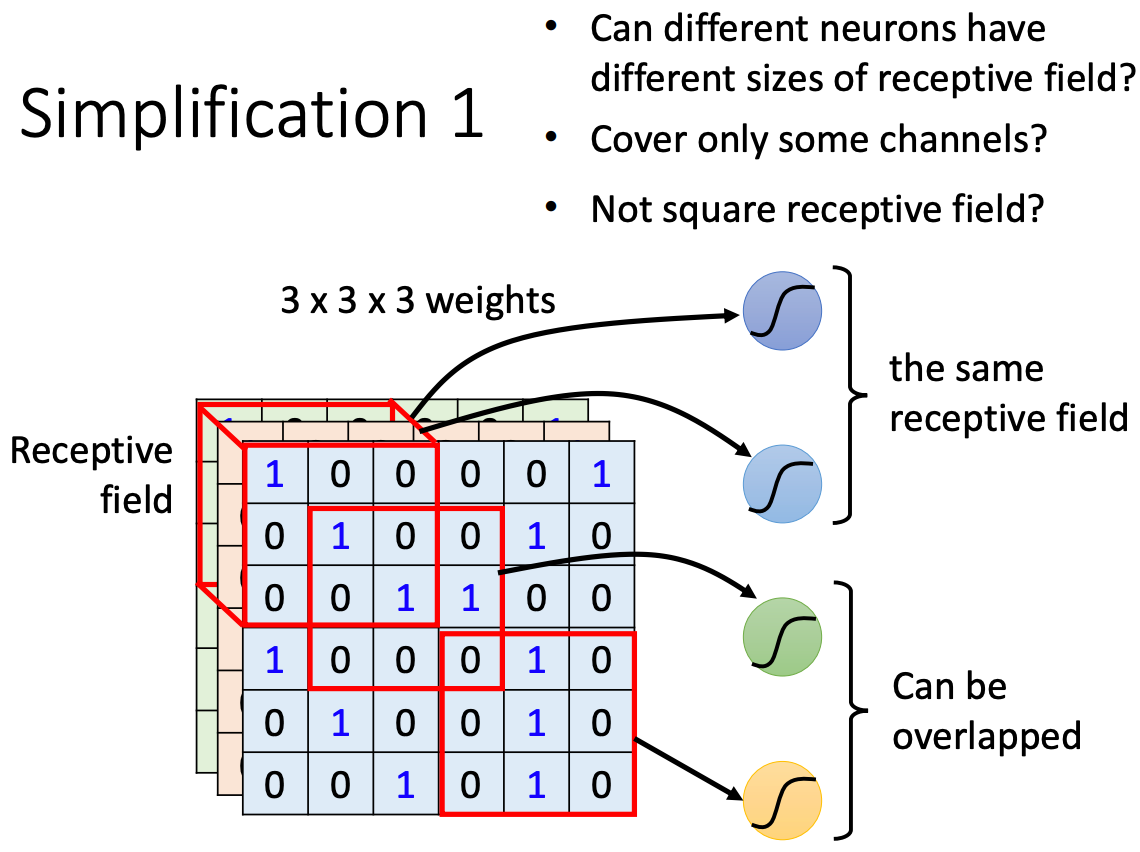 Simplification 1
• Can different neurons have
different sizes of receptive field?
• Cover only some channels?
• Not square receptive field?
3 x 3 x 3 weights
the same
receptive field
Receptive
field
1 0 0 0 0 1
0 1 0 0 1 0
0 0 1 1 0 0
1 0 0 0 1 0
0 1 0 0 1 0
0 0 1 0 1 0
Can be
overlapped